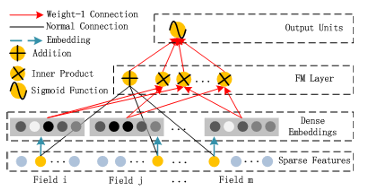 Weight-1 Connection
Normal Connection
Embedding
Addition
Inner Product
Sigmoid Function
Output Units
FM Layer
Dense
Embeddings
Sparse Features
Field i
Field j
...
Field m